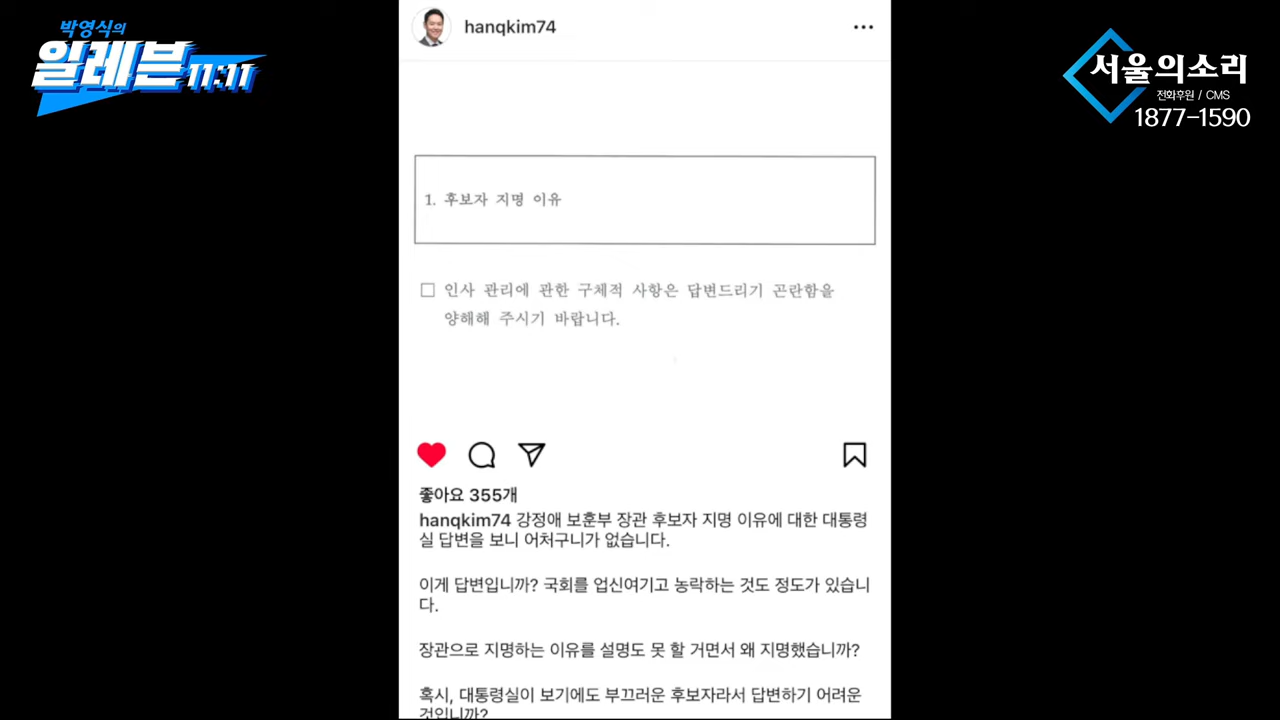 박영식의
일레븐 11:11
서울의소리
전화후원 / CMS
1877-1590
hanqkim74
1. 후보자 지명 이유
□ 인사 관리에 관한 구체적 사항은 답변드리기 곤란함을
양해해 주시기 바랍니다.
좋아요 355개
hanqkim74 강정애 보훈부 장관 후보자 지명 이유에 대한 대통령
실 답변을 보니 어처구니가 없습니다.
이게 답변입니까? 국회를 업신여기고 농락하는 것도 정도가 있습니
다.
장관으로 지명하는 이유를 설명도 못 할 거면서 왜 지명했습니까?
혹시, 대통령실이 보기에도 부끄러운 후보자라서 답변하기 어려운
것입니까?